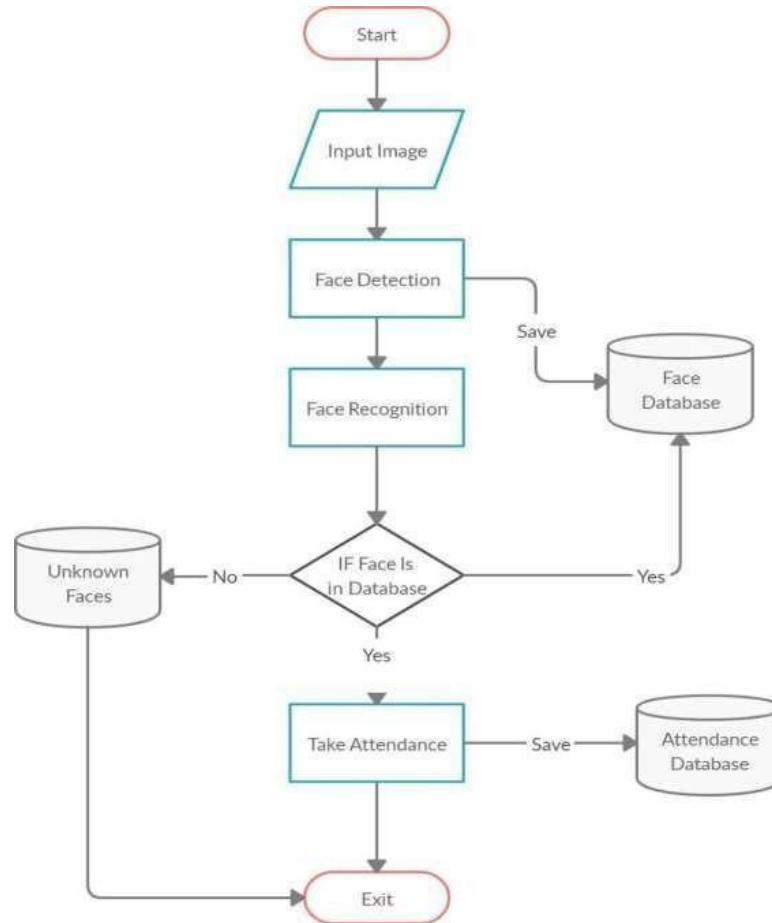 Start
Input Image
Face Detection
Save
Face
Database
Face Recognition
IF Face Is
in Database
No
Unknown
Faces
Yes
Yes
Take Attendance
Save
Attendance
Database
Exit